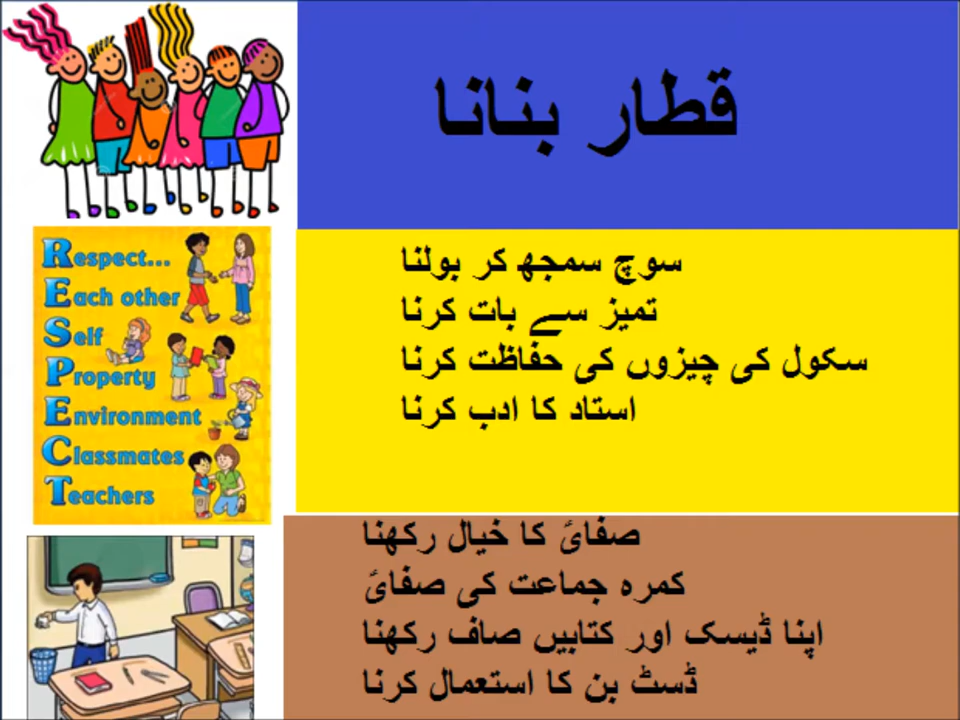 قطار بنانا
Respect...
Each other
Self
Property
Environment
Classmates
Teachers
سوچ سمجھ کر بولنا
تمیز سے بات کرنا
سکول کی چیزوں کی حفاظت کرنا
استاد کا ادب کرنا
صفائ کا خیال رکھنا
کمرہ جماعت کی صفائ
اپنا ڈیسک اور کتابیں صاف رکھنا
ڈسٹ بن کا استعمال کرنا